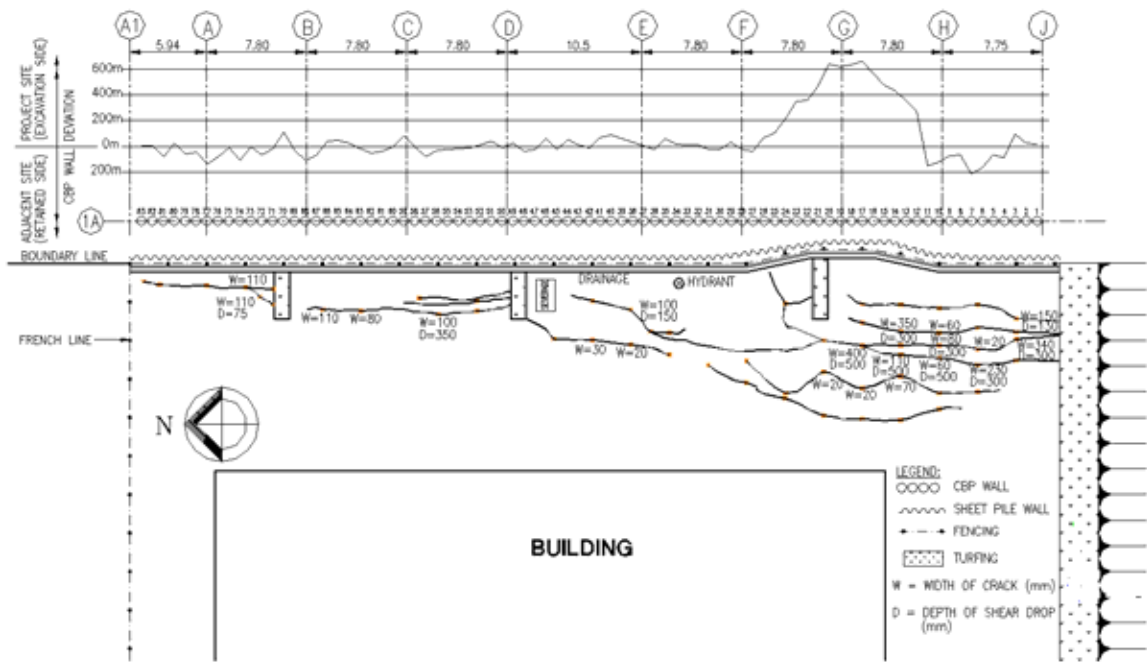 A1 A B C D E F G H J
5.94 7.80 7.80 7.80 10.5 7.80 7.80 7.80 7.75
PROJECT SITE
(EXCAVATION SIDE)
ADJACENT SITE
(RETAINED SIDE)
CBP WALL DEVIATION
600m
400m
200m
0m
200m
1A
BOUNDARY LINE
FRENCH LINE
DRAINAGE
HYDRANT
W=110
W=110
D=75
W=110
W=80
W=100
D=350
W=100
D=150
W=30
W=20
W=150
D=130
W=350
D=300
W=60
W=80
D=300
W=20
W=340
D=300
W=400
D=500
W=110
D=500
W=60
D=500
W=230
D=300
W=20
W=20
W=70
N
BUILDING
LEGEND:
CBP WALL
SHEET PILE WALL
FENCING
TURFING
W = WIDTH OF CRACK (mm)
D = DEPTH OF SHEAR DROP
(mm)